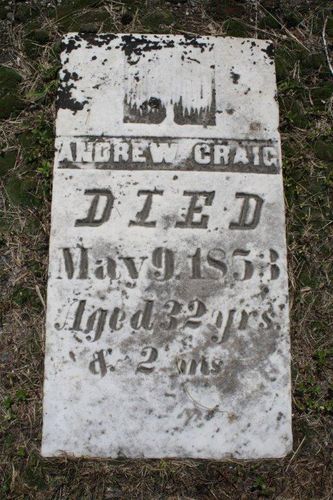 ANDREW CRAIG
DIED
May 9, 1853
Aged 32 yrs.
& 2 ms